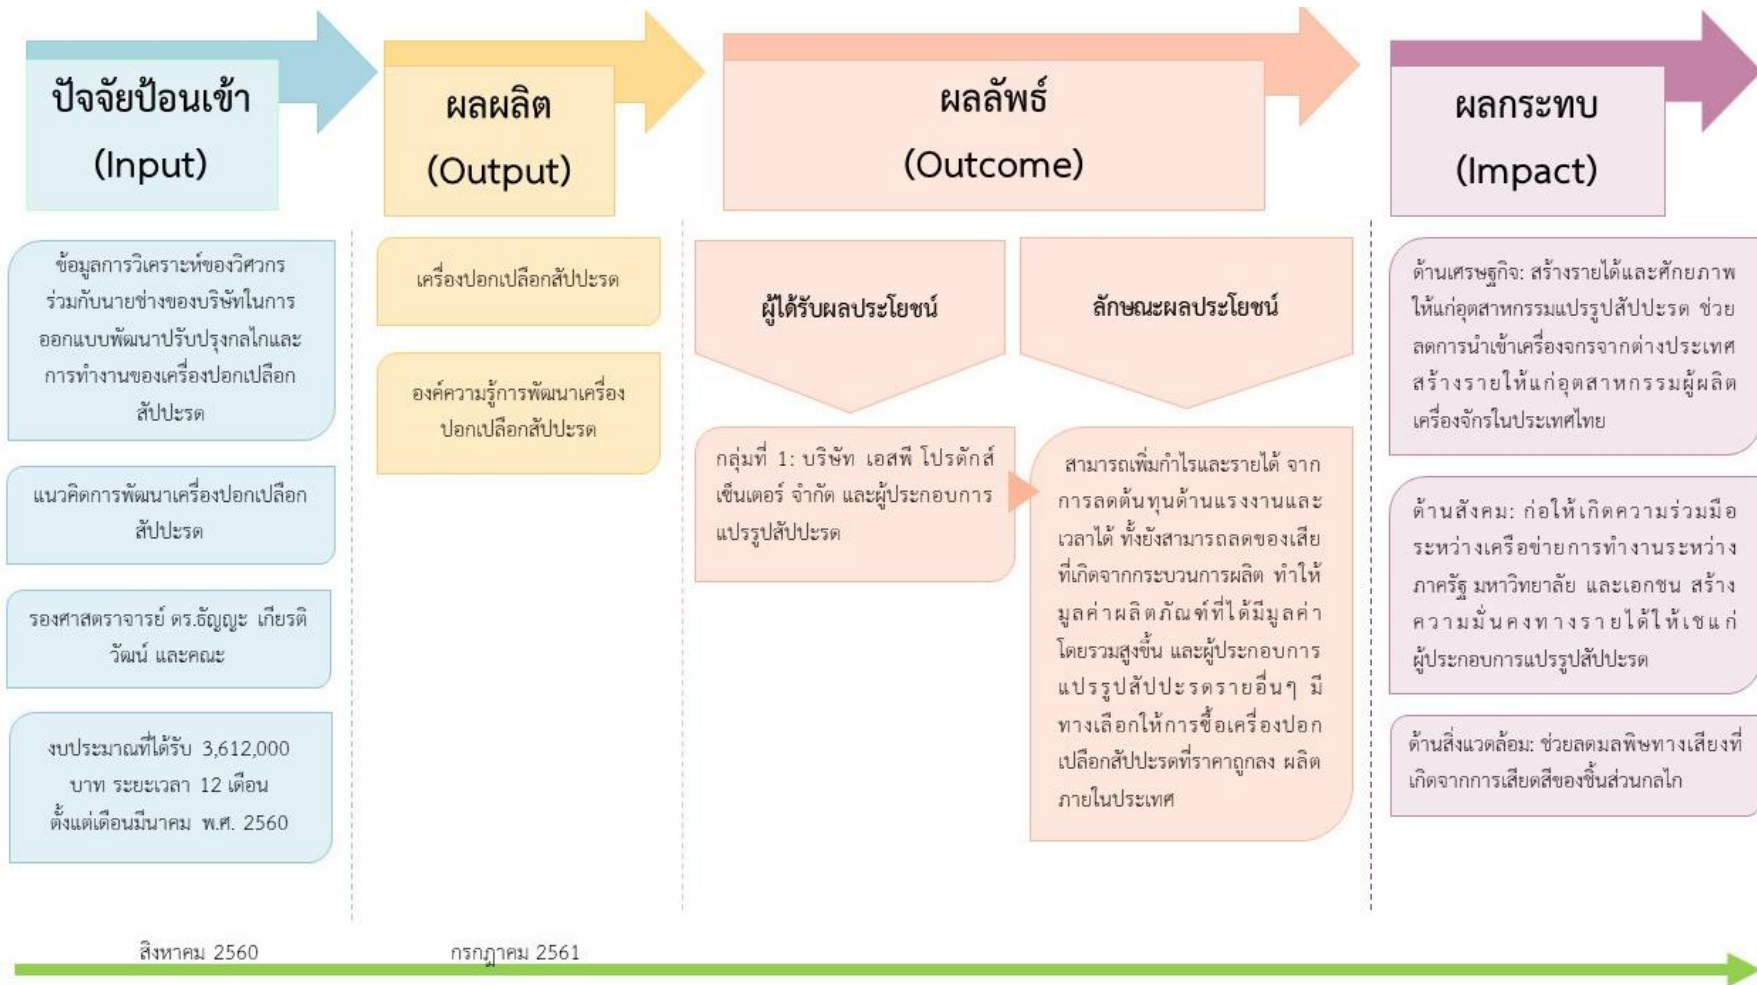 ปัจจัยป้อนเข้า
(Input)
ข้อมูลการวิเคราะห์ของวิศวกร
ร่วมกับนายช่างของบริษัทในการ
ออกแบบพัฒนาปรับปรุงกลไกและ
การทำงานของเครื่องปอกเปลือก
สัปปะรด
แนวคิดการพัฒนาเครื่องปอกเปลือก
สัปปะรด
รองศาสตราจารย์ ดร.ธัญญะ เกียรติ
วัฒน์ และคณะ
งบประมาณที่ได้รับ 3,612,000
บาท ระยะเวลา 12 เดือน
ตั้งแต่เดือนมีนาคม พ.ศ. 2560
ผลผลิต
(Output)
เครื่องปอกเปลือกสัปปะรด
องค์ความรู้การพัฒนาเครื่อง
ปอกเปลือกสัปปะรด
ผลลัพธ์
(Outcome)
ผู้ได้รับผลประโยชน์
กลุ่มที่ 1: บริษัท เอสพี โปรดักส์
เซ็นเตอร์ จำกัด และผู้ประกอบการ
แปรรูปสัปปะรด
ลักษณะผลประโยชน์
สามารถเพิ่มกำไรและรายได้ จาก
การลดต้นทุนด้านแรงงานและ
เวลาได้ ทั้งยังสามารถลดของเสีย
ที่เกิดจากกระบวนการผลิต ทำให้
มูลค่าผลิตภัณฑ์ที่ได้มีมูลค่า
โดยรวมสูงขึ้น และผู้ประกอบการ
แปรรูปสัปปะรดรายอื่นๆ มี
ทางเลือกให้การซื้อเครื่องปอก
เปลือกสัปปะรดที่ราคาถูกลง ผลิต
ภายในประเทศ
ผลกระทบ
(Impact)
ด้านเศรษฐกิจ: สร้างรายได้และศักยภาพ
ให้แก่อุตสาหกรรมแปรรูปสัปปะรด ช่วย
ลดการนำเข้าเครื่องจกรจากต่างประเทศ
สร้างรายให้แก่อุตสาหกรรมผู้ผลิต
เครื่องจักรในประเทศไทย
ด้านสังคม: ก่อให้เกิดความร่วมมือ
ระหว่างเครือข่ายการทำงานระหว่าง
ภาครัฐ มหาวิทยาลัย และเอกชน สร้าง
ความมั่นคงทางรายได้ให้เชแก่
ผู้ประกอบการแปรรูปสัปปะรด
ด้านสิ่งแวดล้อม: ช่วยลดมลพิษทางเสียงที่
เกิดจากการเสียดสีของชิ้นส่วนกลไก
สิงหาคม 2560
กรกฎาคม 2561